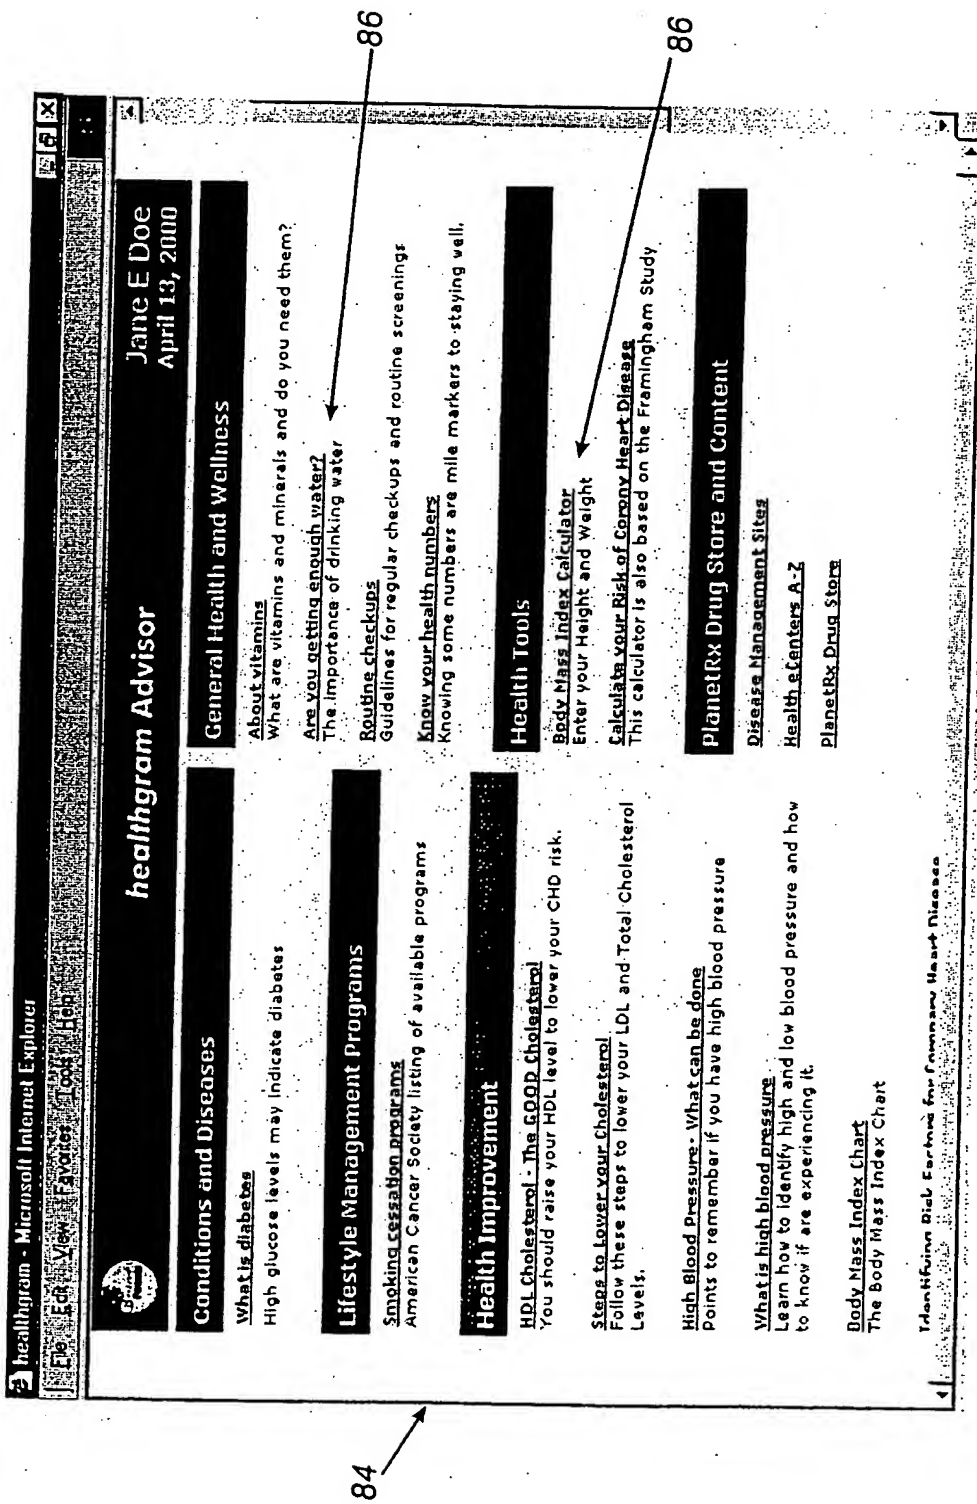 healthgram - Microsoft Internet Explorer
File Edit View Favorites Tools Help
healthgram Advisor
Jane E Doe
April 13, 2000
Conditions and Diseases
What is diabetes
High glucose levels may indicate diabetes
Lifestyle Management Programs
Smoking cessation programs
American Cancer Society listing of available programs
Health Improvement
HDL Cholesterol - The GOOD Cholesterol
You should raise your HDL level to lower your CHD risk.
Steps to Lower your Cholesterol
Follow these steps to lower your LDL and Total Cholesterol
Levels.
High Blood Pressure - What can be done
Points to remember if you have high blood pressure
What is high blood pressure
Learn how to identify high and low blood pressure and how
to know if are experiencing it.
Body Mass Index Chart
The Body Mass Index Chart
Identifying Risk Factors for Coronary Heart Disease
General Health and Wellness
About vitamins
What are vitamins and minerals and do you need them?
Are you getting enough water?
The importance of drinking water
Routine checkups
Guidelines for regular checkups and routine screenings
Know your health numbers
Knowing some numbers are mile markers to staying well.
Health Tools
Body Mass Index Calculator
Enter your Height and Weight
Calculate your Risk of Corony Heart Disease
This calculator is also based on the Framingham Study
PlanetRx Drug Store and Content
Disease Management Sites
Health eCenters A-Z
PlanetRx Drug Store
84
86
86